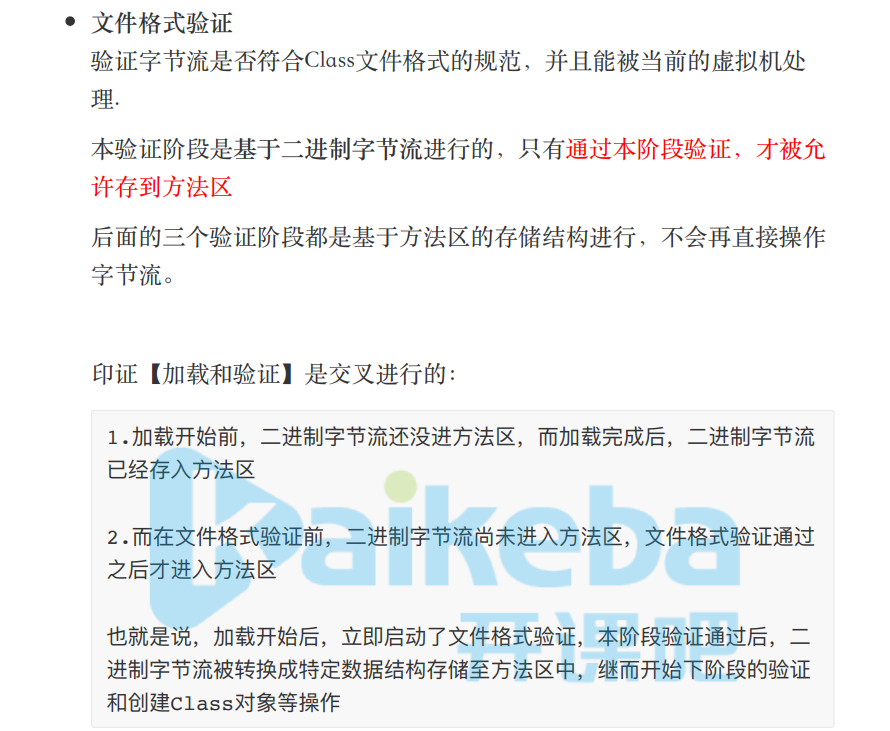 文件格式验证
验证字节流是否符合Class文件格式的规范，并且能被当前的虚拟机处
理.
本验证阶段是基于二进制字节流进行的，只有通过本阶段验证，才被允
许存到方法区
后面的三个验证阶段都是基于方法区的存储结构进行，不会再直接操作
字节流。
印证【加载和验证】是交叉进行的：
1.加载开始前，二进制字节流还没进方法区，而加载完成后，二进制字节流
已经存入方法区
2.而在文件格式验证前，二进制字节流尚未进入方法区，文件格式验证通过
之后才进入方法区
也就是说，加载开始后，立即启动了文件格式验证，本阶段验证通过后，二
进制字节流被转换成特定数据结构存储至方法区中，继而开始下阶段的验证
和创建Class对象等操作
Kaikeba
开课吧